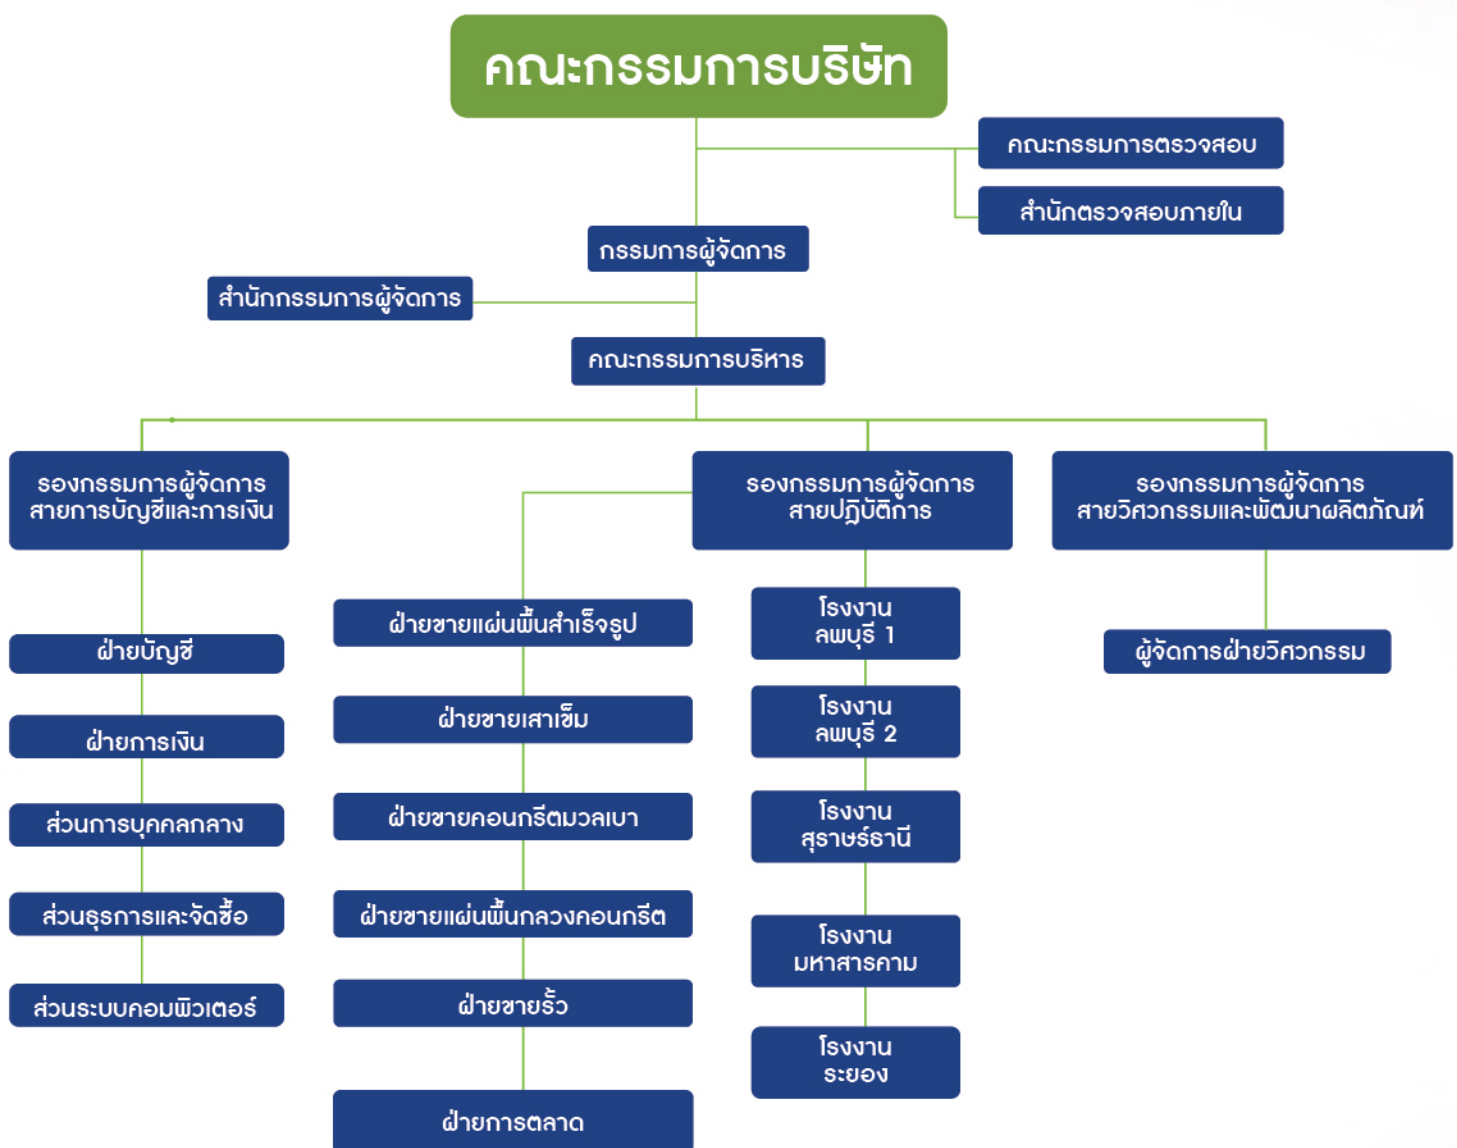 คณะกรรมการบริษัท
คณะกรรมการตรวจสอบ
สำนักตรวจสอบภายใน
กรรมการผู้จัดการ
สำนักกรรมการผู้จัดการ
คณะกรรมการบริหาร
รองกรรมการผู้จัดการ
สายการบัญชีและการเงิน
รองกรรมการผู้จัดการ
สายปฏิบัติการ
รองกรรมการผู้จัดการ
สายวิศวกรรมและพัฒนาผลิตภัณฑ์
ฝ่ายบัญชี
ฝ่ายการเงิน
ส่วนการบุคคลกลาง
ส่วนธุรการและจัดซื้อ
ส่วนระบบคอมพิวเตอร์
ฝ่ายขายแผ่นพื้นสำเร็จรูป
ฝ่ายขายเสาเข็ม
ฝ่ายขายคอนกรีตมวลเบา
ฝ่ายขายแผ่นพื้นกลวงคอนกรีต
ฝ่ายขายรั้ว
ฝ่ายการตลาด
โรงงาน
ลพบุรี 1
โรงงาน
ลพบุรี 2
โรงงาน
สุราษร์ธานี
โรงงาน
มหาสารคาม
โรงงาน
ระยอง
ผู้จัดการฝ่ายวิศวกรรม